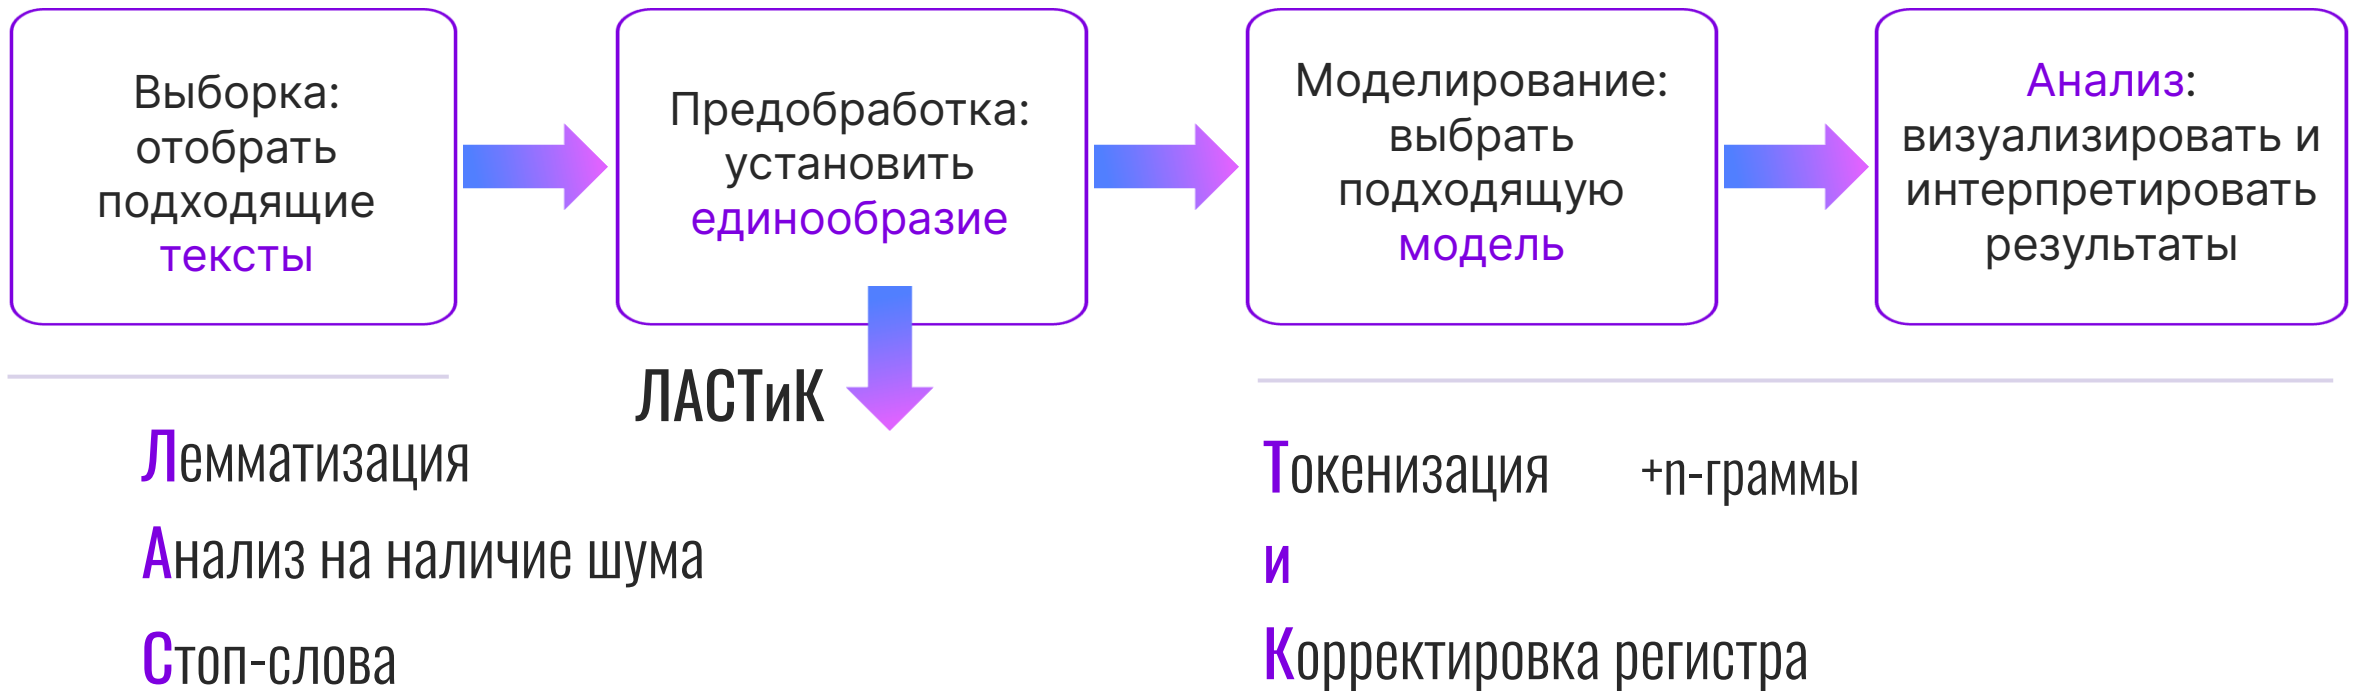 Выборка:
отобрать
подходящие
тексты
Предобработка:
установить
единообразие
Моделирование:
выбрать
подходящую
модель
Анализ:
визуализировать и
интерпретировать
результаты
ЛАСТиК
Лемматизация
Анализ на наличие шума
Стоп-слова
Токенизация +n-граммы
и
Корректировка регистра